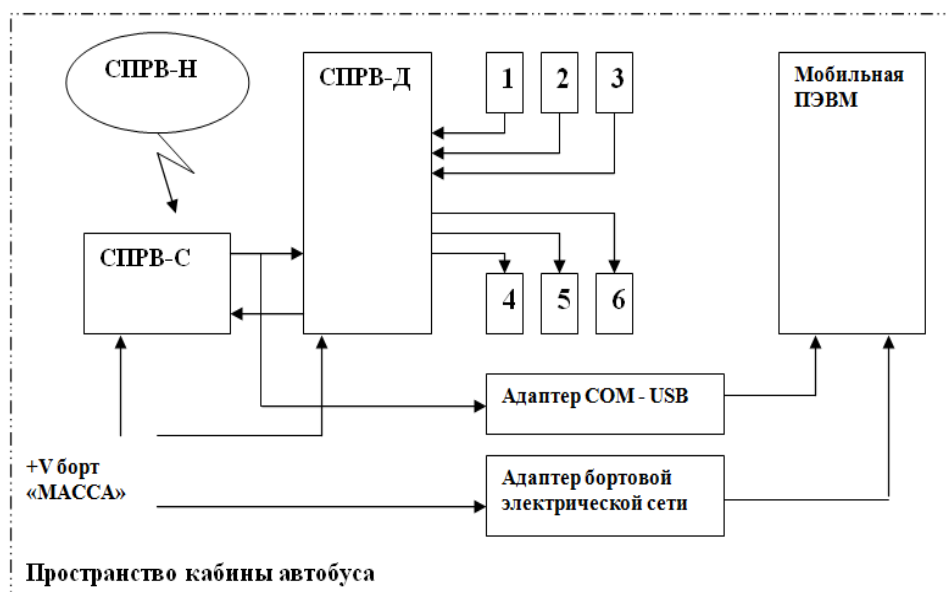 СПРВ-Н
СПРВ-Д
1
2
3
Мобильная
ПЭВМ
СПРВ-С
4
5
6
Адаптер COM - USB
+V борт
«МАССА»
Адаптер бортовой
электрической сети
Пространство кабины автобуса